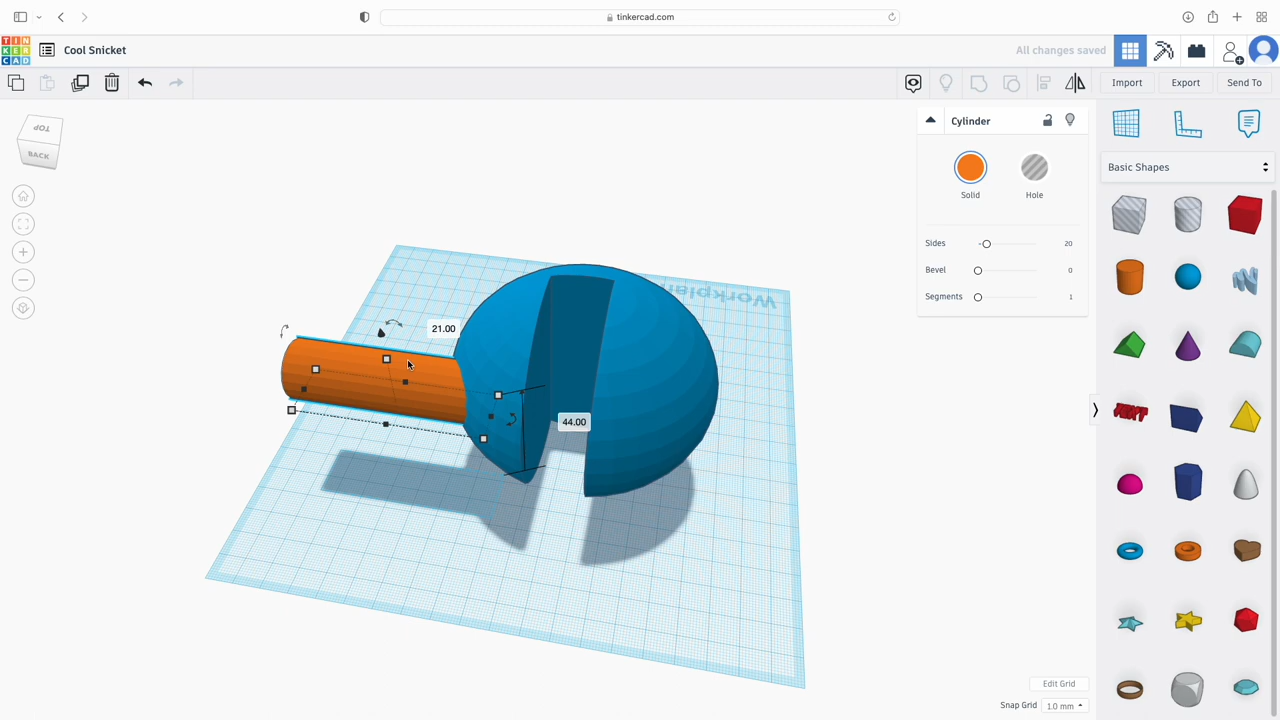 tinkercad.com
TIN
KER
CAD
Cool Snicket
All changes saved
Import
Export
Send To
TOP
BACK
Cylinder
Solid
Hole
Sides
20
Bevel
0
Segments
1
Basic Shapes
Workplane
21.00
44.00
TEXT
Edit Grid
Snap Grid
1.0 mm